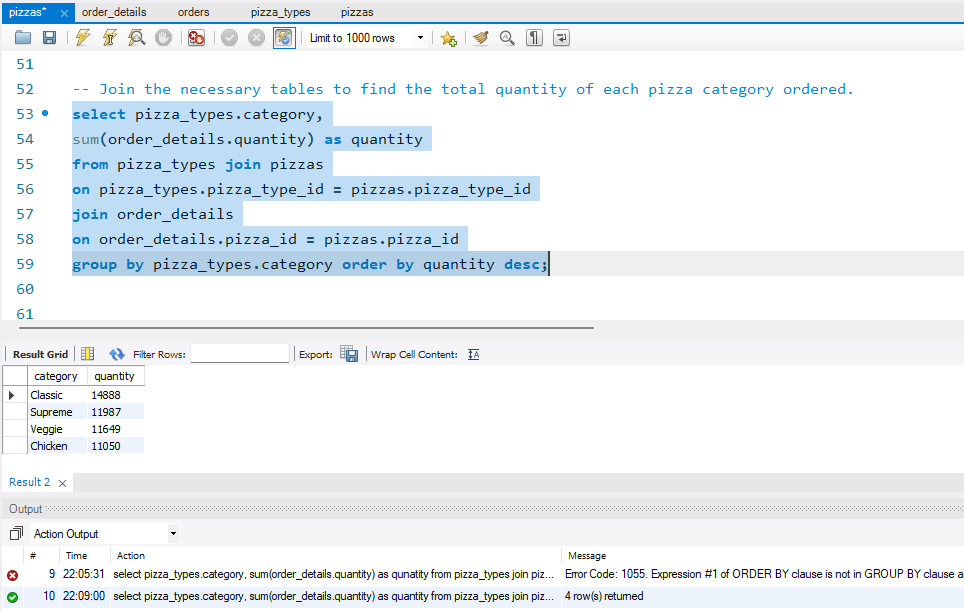 pizzas* order_details orders pizza_types pizzas
Limit to 1000 rows
51
52 -- Join the necessary tables to find the total quantity of each pizza category ordered.
53 select pizza_types.category,
54 sum(order_details.quantity) as quantity
55 from pizza_types join pizzas
56 on pizza_types.pizza_type_id = pizzas.pizza_type_id
57 join order_details
58 on order_details.pizza_id = pizzas.pizza_id
59 group by pizza_types.category order by quantity desc;
60
61
Result Grid Filter Rows: Export: Wrap Cell Content: IA
category quantity
Classic 14888
Supreme 11987
Veggie 11649
Chicken 11050
Result 2
Output
Action Output
# Time Action Message
9 22:05:31 select pizza_types.category, sum(order_details.quantity) as qunatity from pizza_types join piz... Error Code: 1055. Expression #1 of ORDER BY clause is not in GROUP BY clause a
10 22:09:00 select pizza_types.category, sum(order_details.quantity) as quantity from pizza_types join piz... 4 row(s) returned